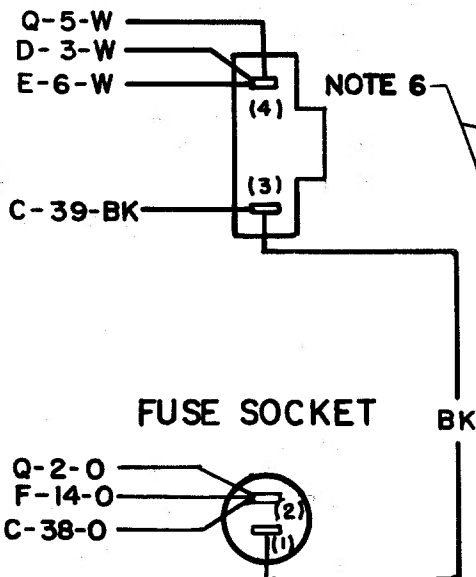 Q-5-W
D-3-W
E-6-W
NOTE 6
(4)
(3)
C-39-BK
FUSE SOCKET
BK
Q-2-O
F-14-O
(2)
C-38-O
(1)